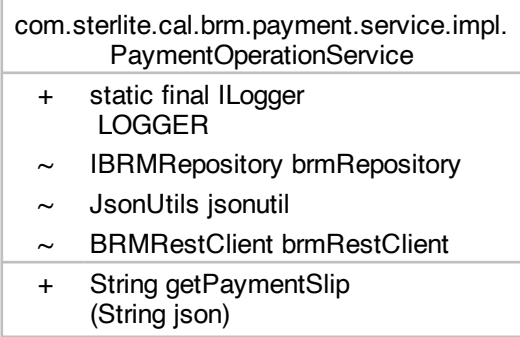 com.sterlite.cal.brm.payment.service.impl.
PaymentOperationService
+ static final ILogger
LOGGER
~ IBRMRepository brmRepository
~ JsonUtils jsonutil
~ BRMRestClient brmRestClient
+ String getPaymentSlip
(String json)